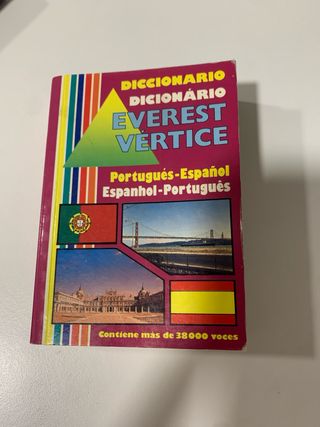 DICCIONARIO
DICIONÁRIO
EVEREST
VÉRTICE
Portugués-Español
Espanhol-Português
Contiene más de 38000 voces